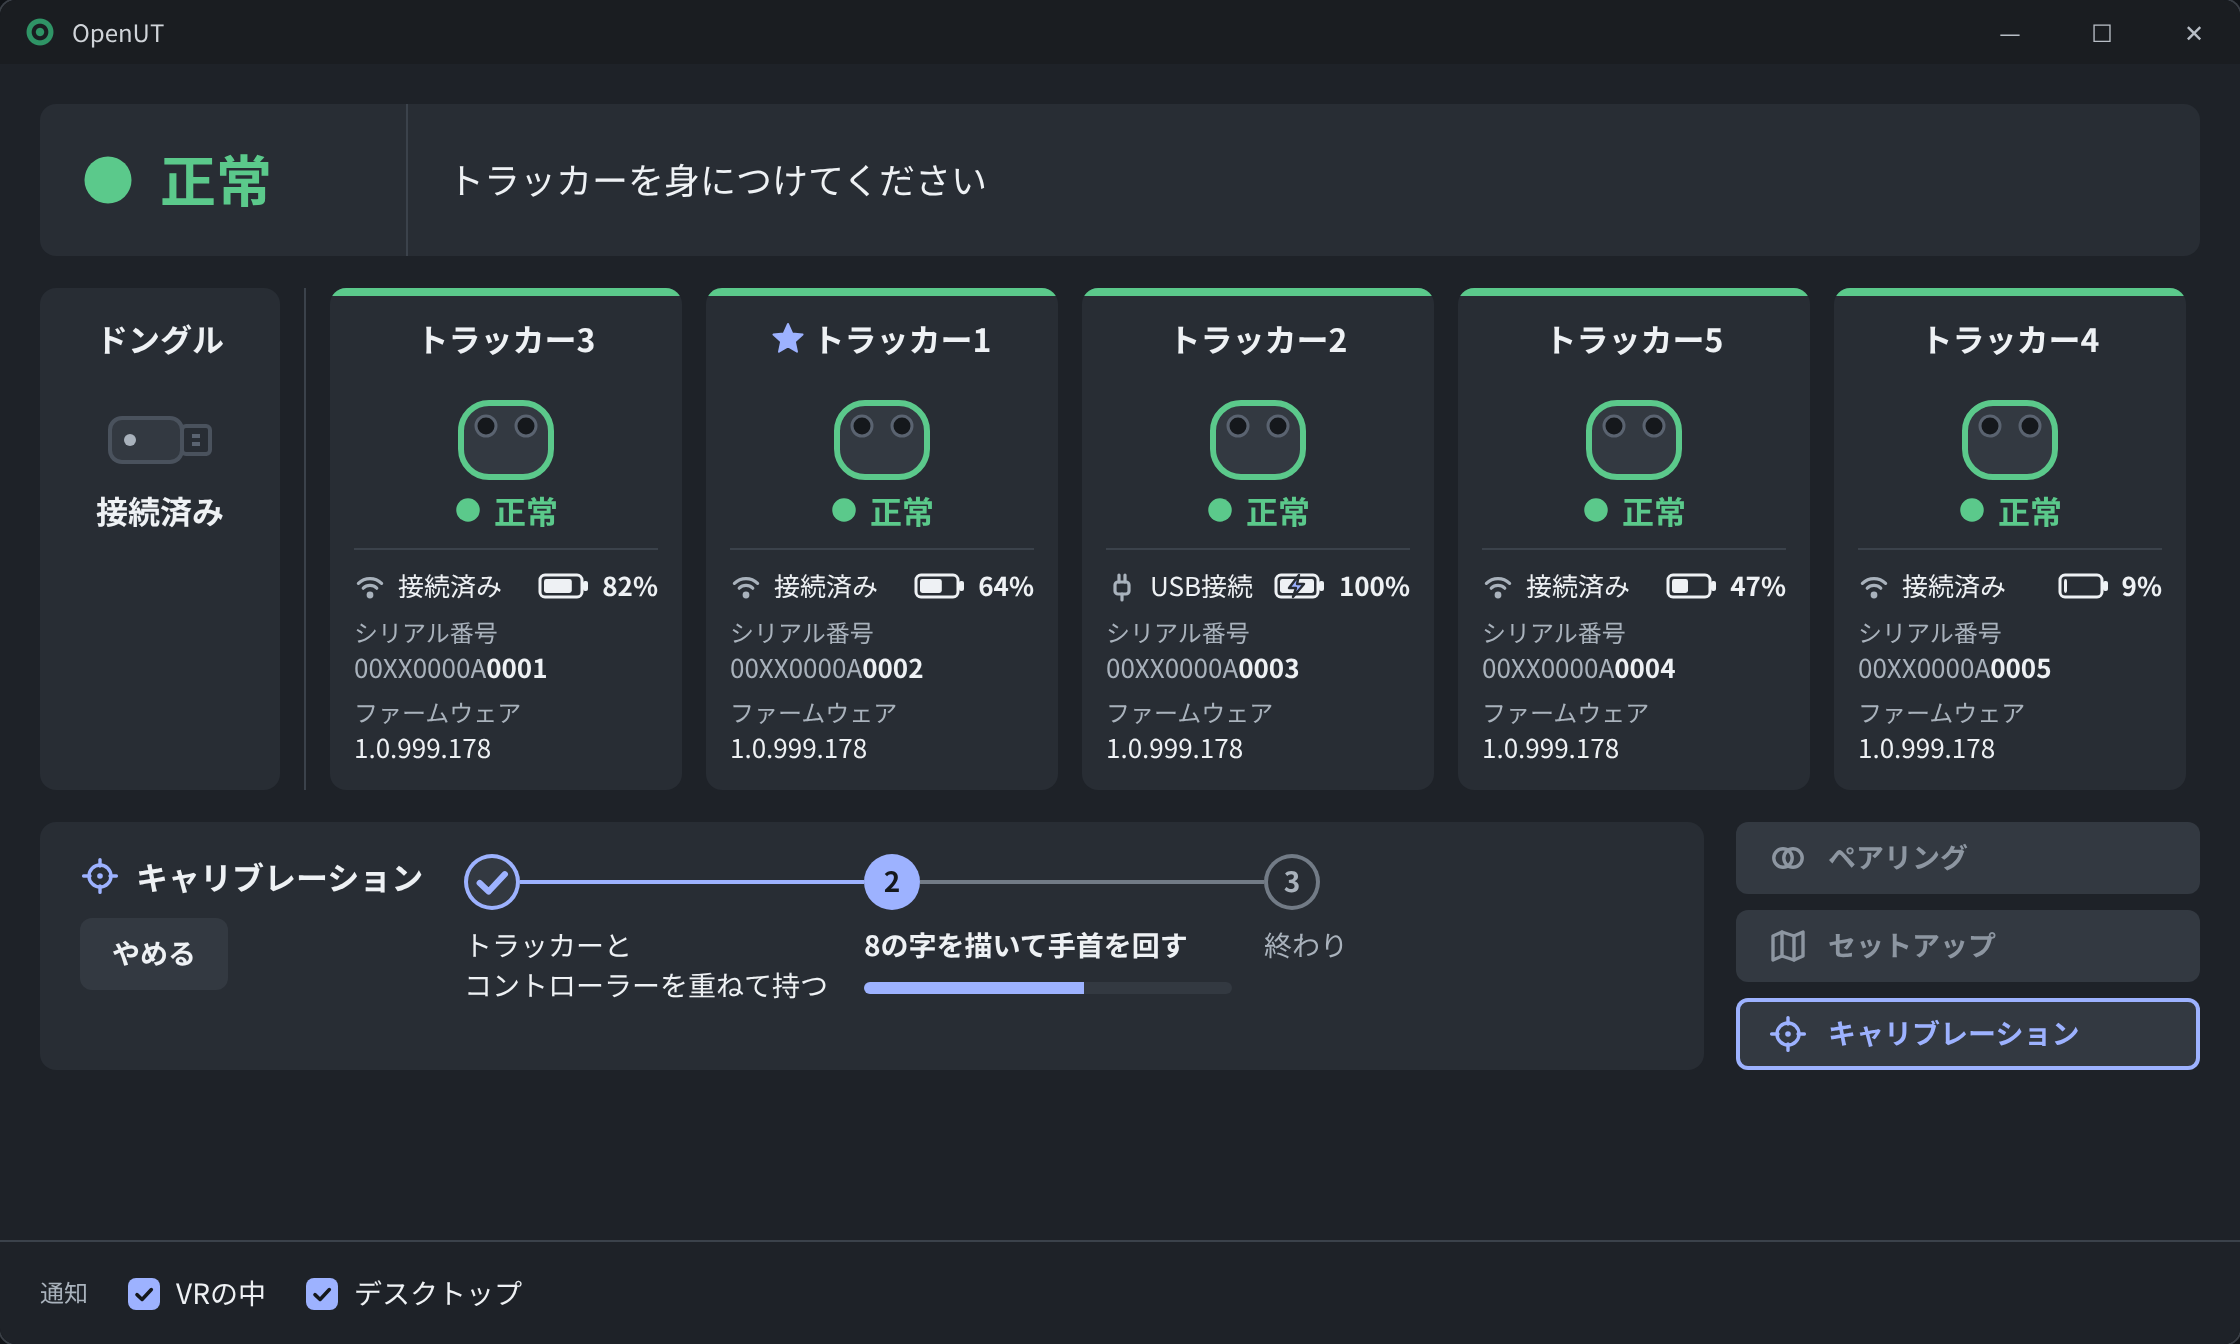 OpenUT
正常
トラッカーを身につけてください
ドングル
接続済み
トラッカー3
正常
接続済み 82%
シリアル番号
00XX0000A0001
ファームウェア
1.0.999.178
トラッカー1
正常
接続済み 64%
シリアル番号
00XX0000A0002
ファームウェア
1.0.999.178
トラッカー2
正常
USB接続 100%
シリアル番号
00XX0000A0003
ファームウェア
1.0.999.178
トラッカー5
正常
接続済み 47%
シリアル番号
00XX0000A0004
ファームウェア
1.0.999.178
トラッカー4
正常
接続済み 9%
シリアル番号
00XX0000A0005
ファームウェア
1.0.999.178
キャリブレーション
やめる
トラッカーと
コントローラーを重ねて持つ
2
8の字を描いて手首を回す
3
終わり
ペアリング
セットアップ
キャリブレーション
通知 VRの中 デスクトップ